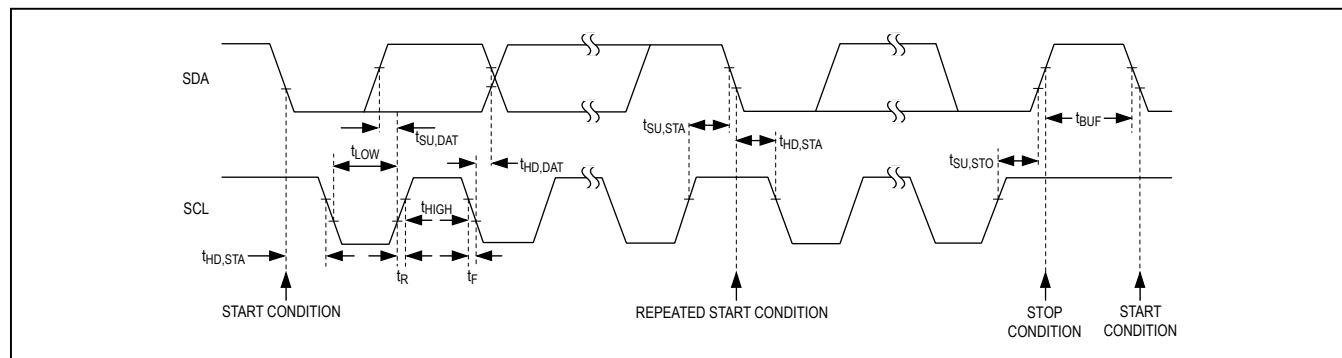 SDA
tSU,DAT
tLOW
tHD,DAT
tSU,STA
tHD,STA
tBUF
tSU,STO
SCL
tHIGH
tHD,STA
tR
tF
START CONDITION
REPEATED START CONDITION
STOP
CONDITION
START
CONDITION